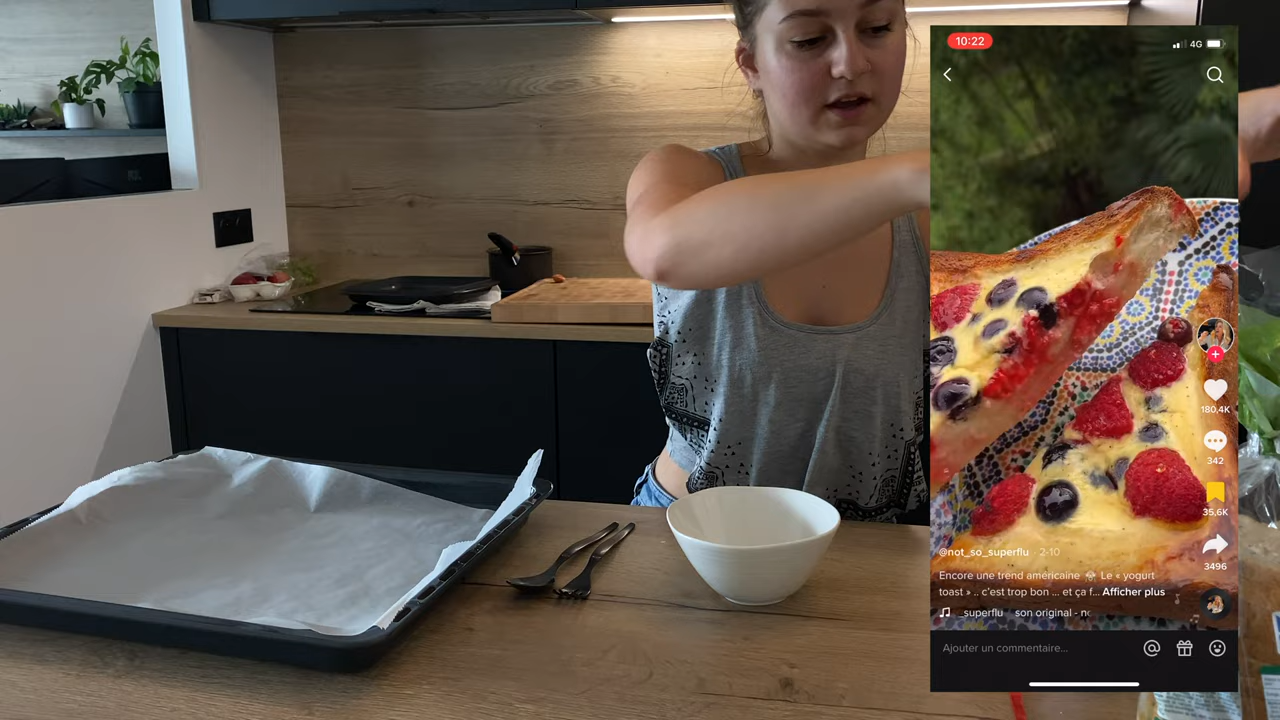 10:22
4G
180,4K
342
35,6K
3496
@not_so_superflu · 2-10
Encore une trend américaine Le « yogurt
toast » .. c'est trop bon ... et ça f... Afficher plus
superflu son original - n
Ajouter un commentaire...